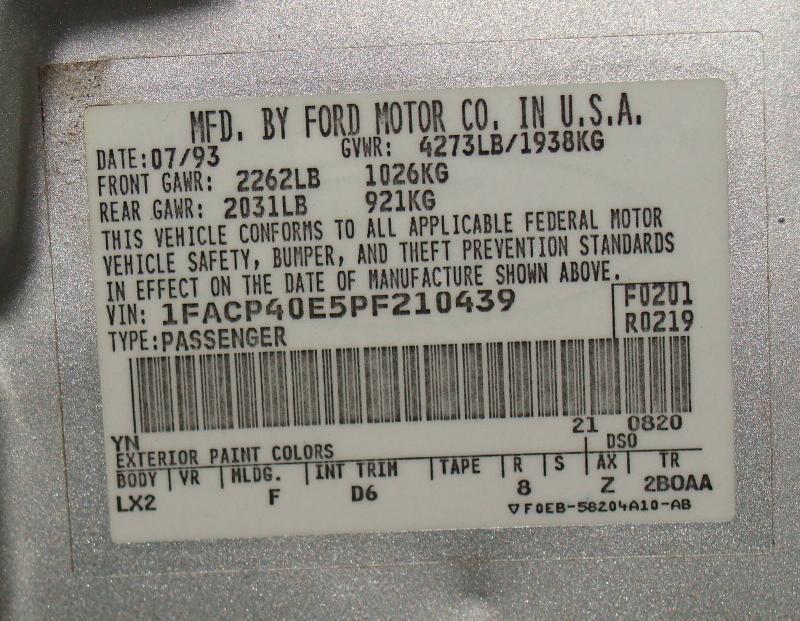 MFD. BY FORD MOTOR CO. IN U.S.A.
DATE:07/93 GVWR: 4273LB/1938KG
FRONT GAWR: 2262LB 1026KG
REAR GAWR: 2031LB 921KG
THIS VEHICLE CONFORMS TO ALL APPLICABLE FEDERAL MOTOR
VEHICLE SAFETY, BUMPER, AND THEFT PREVENTION STANDARDS
IN EFFECT ON THE DATE OF MANUFACTURE SHOWN ABOVE.
VIN: 1FACP40E5PF210439 F0201
TYPE:PASSENGER R0219
21 0820
YN DSO
EXTERIOR PAINT COLORS
BODY VR MLDG. INT TRIM TAPE R S AX TR
LX2 F D6 8 Z 2BOAA
▽F0EB-58204A10-AB